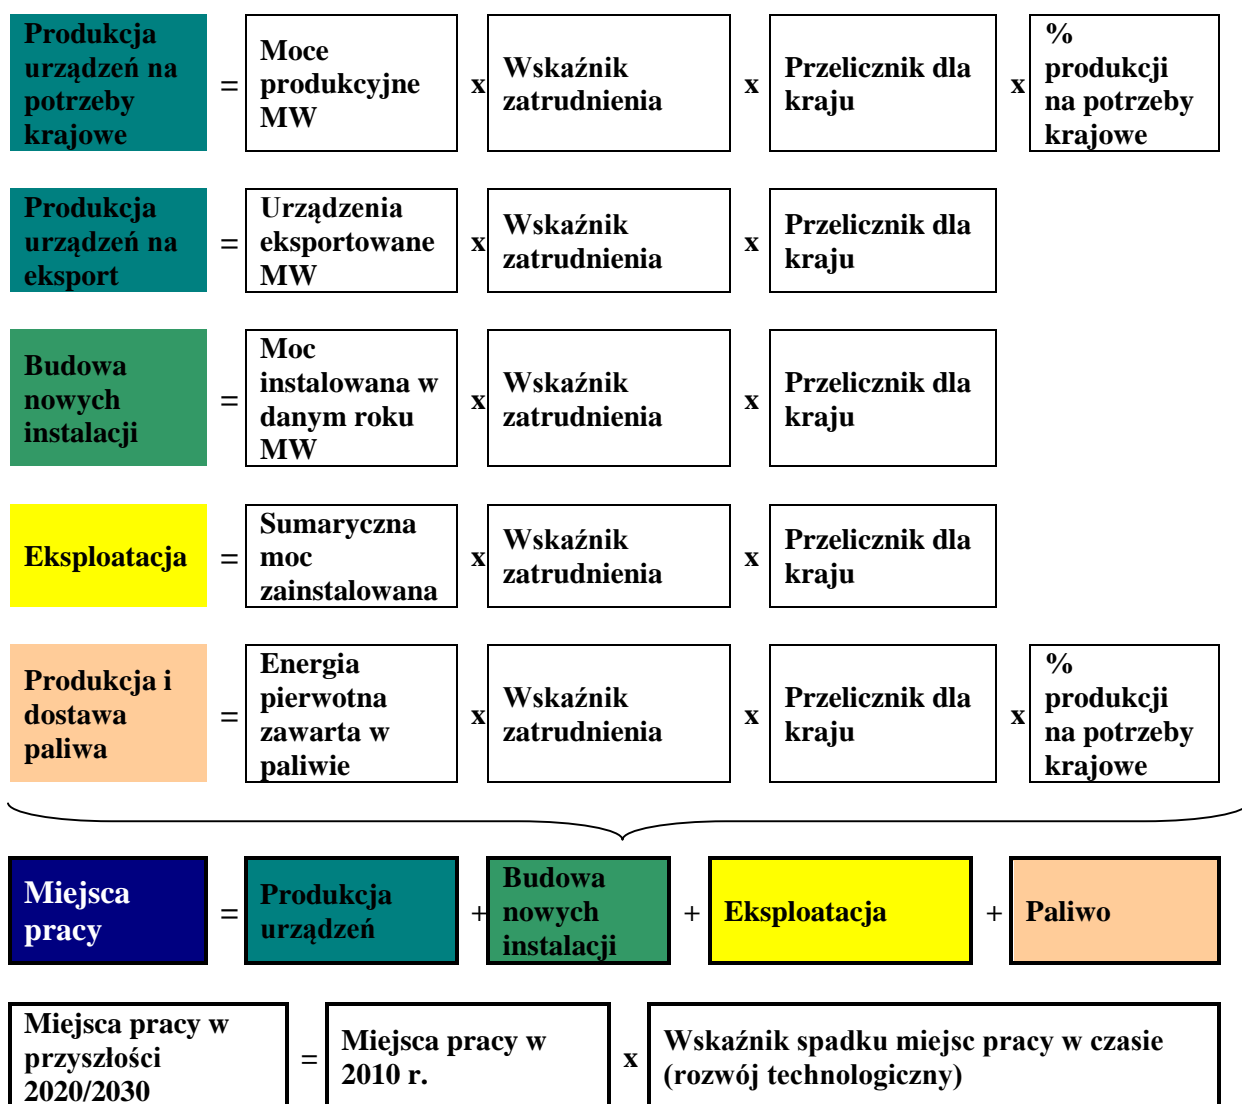 Produkcja urządzeń na potrzeby krajowe = Moce produkcyjne MW x Wskaźnik zatrudnienia x Przelicznik dla kraju x % produkcji na potrzeby krajowe
Produkcja urządzeń na eksport = Urządzenia eksportowane MW x Wskaźnik zatrudnienia x Przelicznik dla kraju
Budowa nowych instalacji = Moc instalowana w danym roku MW x Wskaźnik zatrudnienia x Przelicznik dla kraju
Eksploatacja = Sumaryczna moc zainstalowana x Wskaźnik zatrudnienia x Przelicznik dla kraju
Produkcja i dostawa paliwa = Energia pierwotna zawarta w paliwie x Wskaźnik zatrudnienia x Przelicznik dla kraju x % produkcji na potrzeby krajowe
Miejsca pracy = Produkcja urządzeń + Budowa nowych instalacji + Eksploatacja + Paliwo
Miejsca pracy w przyszłości 2020/2030 = Miejsca pracy w 2010 r. x Wskaźnik spadku miejsc pracy w czasie (rozwój technologiczny)